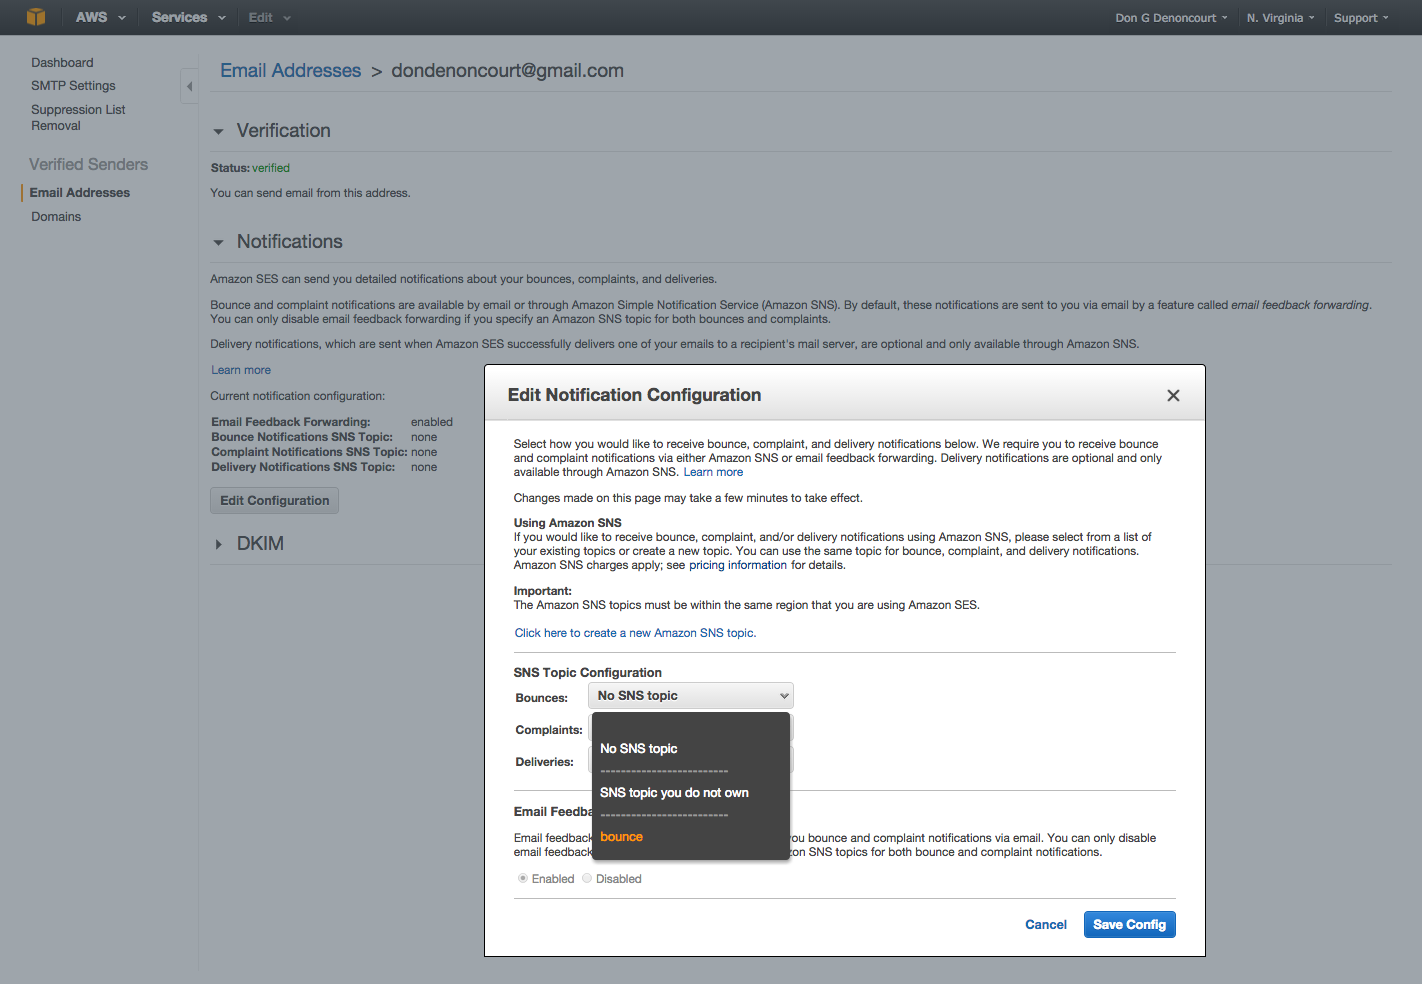 AWS Services Edit Don G Denoncourt N. Virginia Support
Dashboard
SMTP Settings
Suppression List
Removal
Verified Senders
Email Addresses
Domains
Email Addresses > dondenoncourt@gmail.com
Verification
Status: verified
You can send email from this address.
Notifications
Amazon SES can send you detailed notifications about your bounces, complaints, and deliveries.
Bounce and complaint notifications are available by email or through Amazon Simple Notification Service (Amazon SNS). By default, these notifications are sent to you via email by a feature called email feedback forwarding.
You can only disable email feedback forwarding if you specify an Amazon SNS topic for both bounces and complaints.
Delivery notifications, which are sent when Amazon SES successfully delivers one of your emails to a recipient's mail server, are optional and only available through Amazon SNS.
Learn more
Current notification configuration:
Email Feedback Forwarding: enabled
Bounce Notifications SNS Topic: none
Complaint Notifications SNS Topic: none
Delivery Notifications SNS Topic: none
Edit Configuration
DKIM
Edit Notification Configuration
Select how you would like to receive bounce, complaint, and delivery notifications below. We require you to receive bounce
and complaint notifications via either Amazon SNS or email feedback forwarding. Delivery notifications are optional and only
available through Amazon SNS. Learn more
Changes made on this page may take a few minutes to take effect.
Using Amazon SNS
If you would like to receive bounce, complaint, and/or delivery notifications using Amazon SNS, please select from a list of
your existing topics or create a new topic. You can use the same topic for bounce, complaint, and delivery notifications.
Amazon SNS charges apply; see pricing information for details.
Important:
The Amazon SNS topics must be within the same region that you are using Amazon SES.
Click here to create a new Amazon SNS topic.
SNS Topic Configuration
Bounces: No SNS topic
Complaints:
Deliveries:
No SNS topic
-------------------------
SNS topic you do not own
-------------------------
bounce
Email Feedba
Email feedback ou bounce and complaint notifications via email. You can only disable
email feedback zon SNS topics for both bounce and complaint notifications.
Enabled Disabled
Cancel Save Config